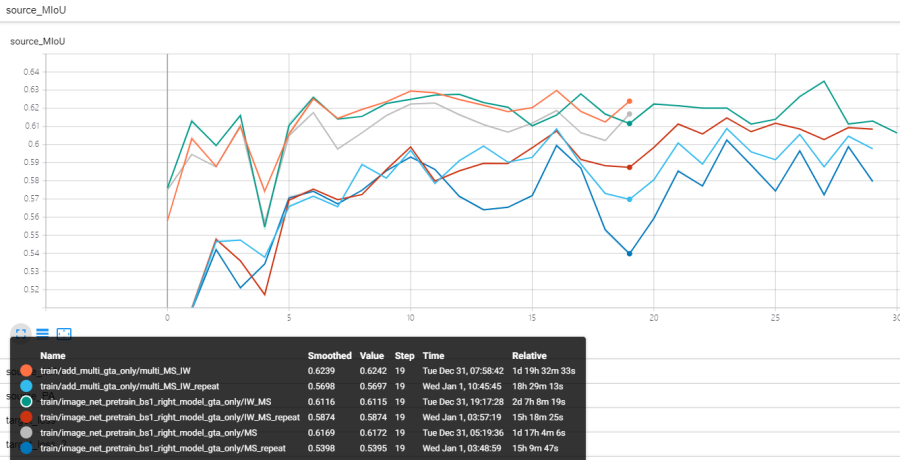 source_MIoU
source_MIoU
0.64
0.62
0.61
0.6
0.59
0.58
0.57
0.56
0.54
0.53
0.52
0 5 10 15 20 25 30
Name Smoothed Value Step Time Relative
train/add_multi_gta_only/multi_MS_IW 0.6239 0.6242 19 Tue Dec 31, 07:58:42 1d 19h 32m 33s
train/add_multi_gta_only/multi_MS_IW_repeat 0.5698 0.5697 19 Wed Jan 1, 10:45:45 18h 29m 13s
train/image_net_pretrain_bs1_right_model_gta_only/IW_MS 0.6116 0.6115 19 Tue Dec 31, 19:17:28 2d 7h 8m 19s
train/image_net_pretrain_bs1_right_model_gta_only/IW_MS_repeat 0.5874 0.5874 19 Wed Jan 1, 03:57:19 15h 18m 25s
train/image_net_pretrain_bs1_right_model_gta_only/MS 0.6169 0.6172 19 Tue Dec 31, 05:19:36 1d 17h 4m 6s
train/image_net_pretrain_bs1_right_model_gta_only/MS_repeat 0.5398 0.5395 19 Wed Jan 1, 03:48:59 15h 9m 47s